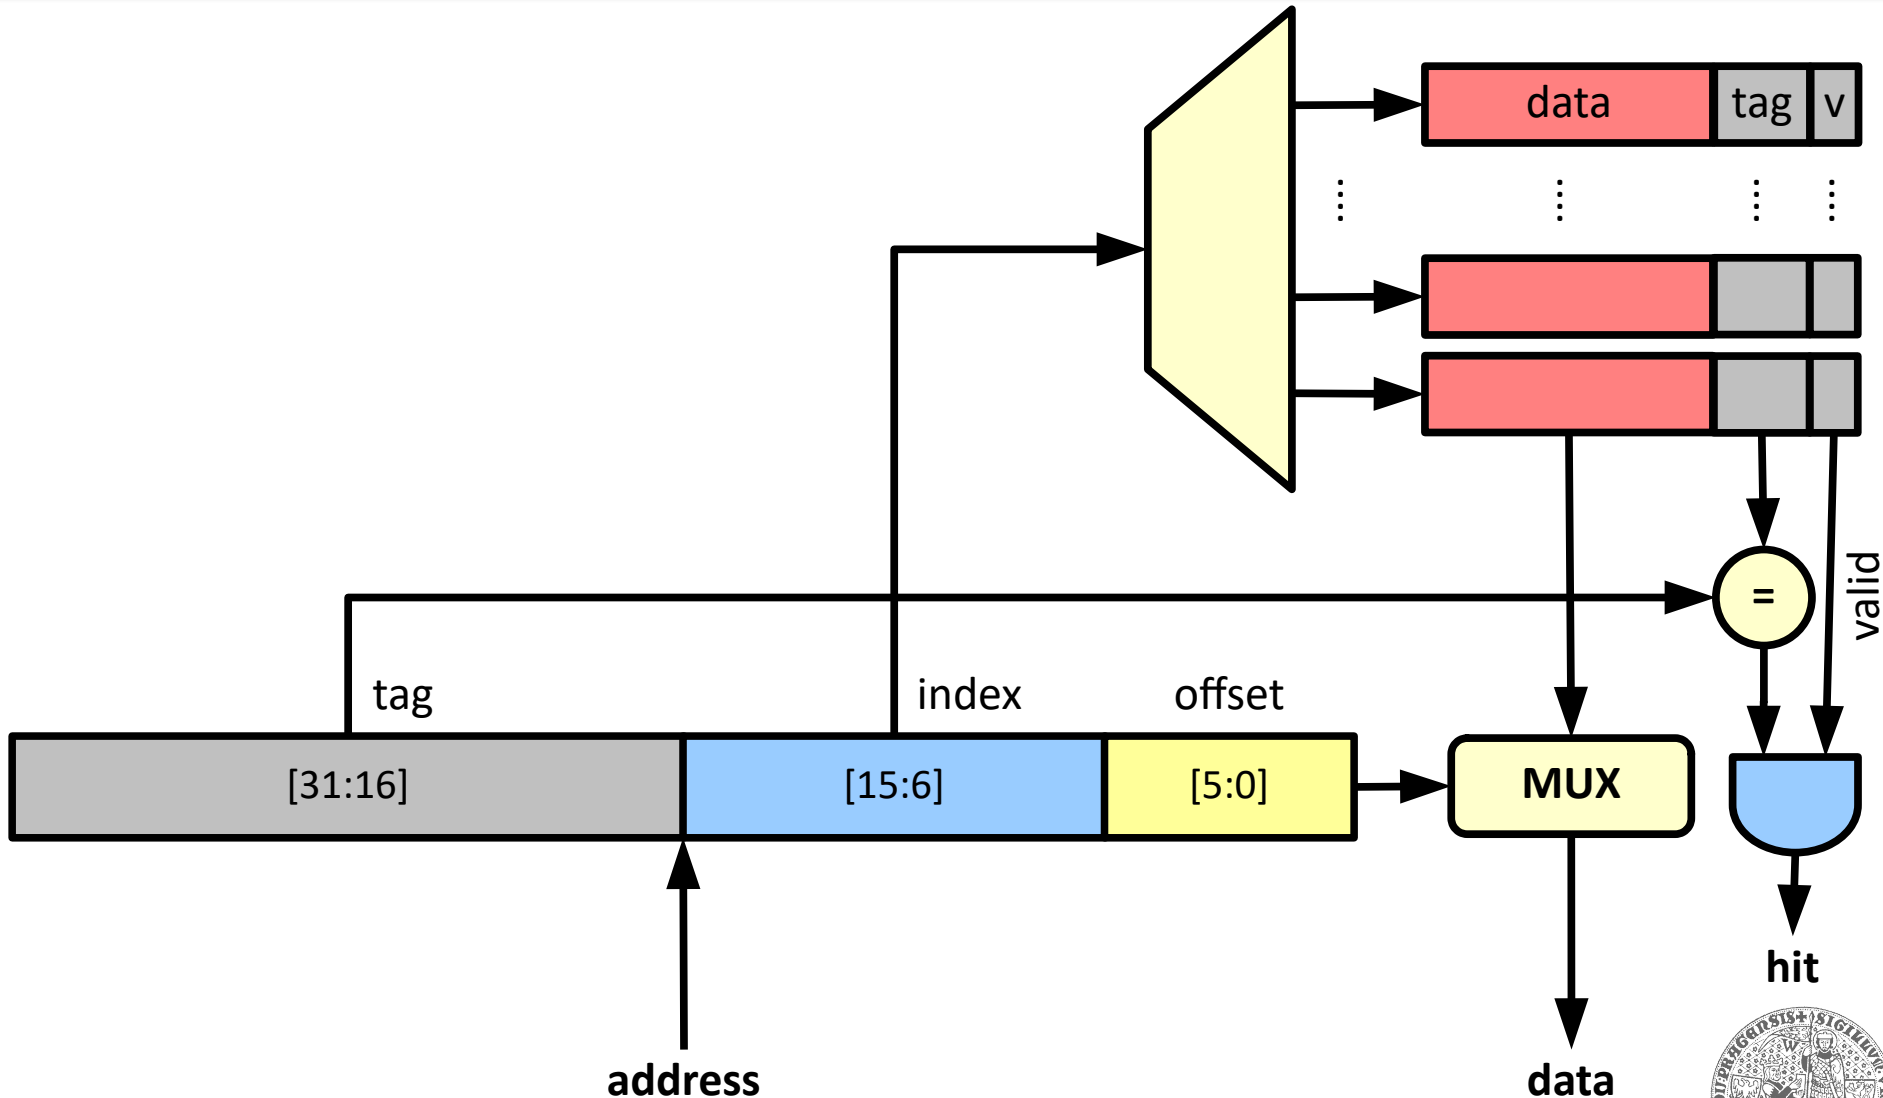 data tag v
valid
=
tag index offset
[31:16] [15:6] [5:0] MUX
hit
address data